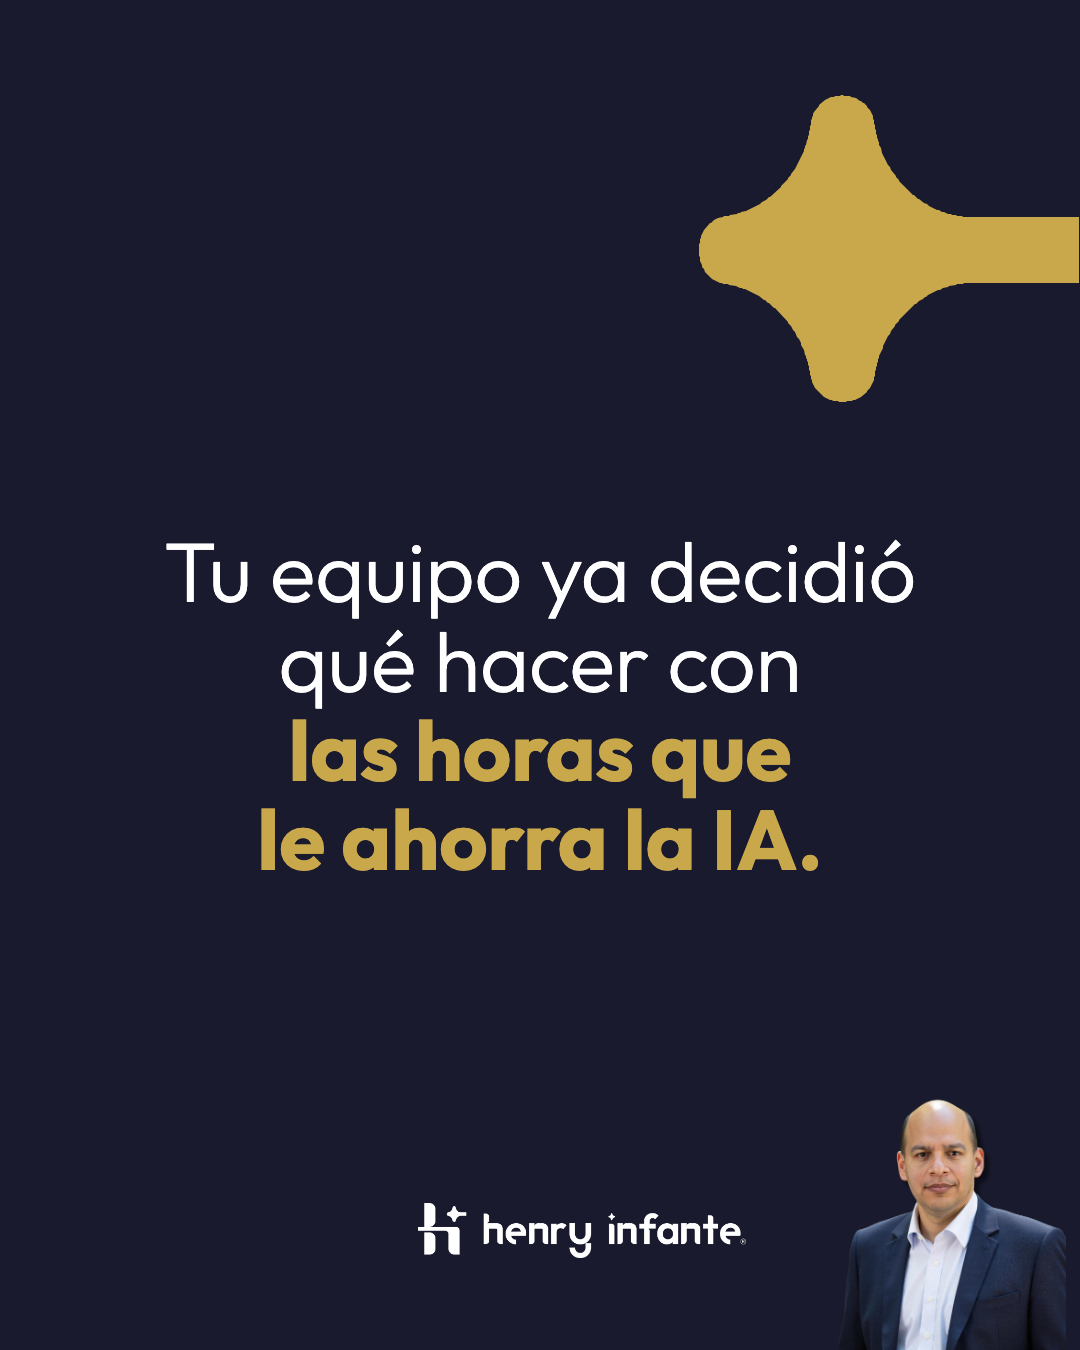 Tu equipo ya decidió
qué hacer con
las horas que
le ahorra la IA.
henry infante®